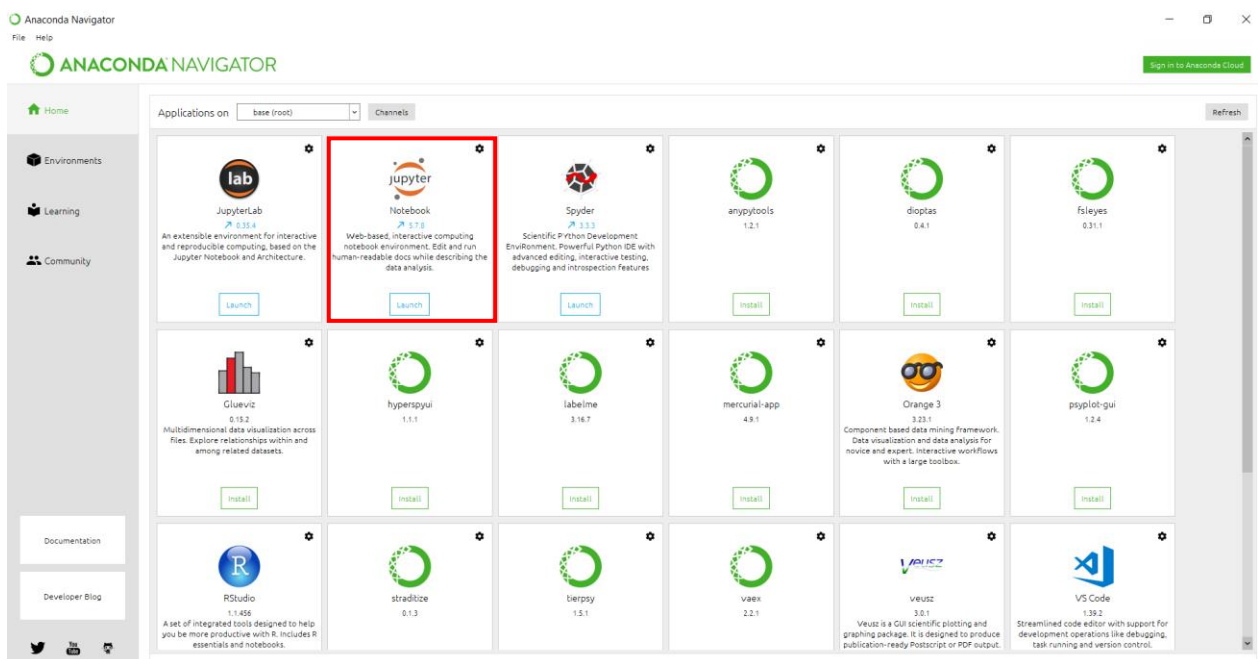 Anaconda Navigator
File Help
ANACONDA NAVIGATOR
Sign in to Anaconda Cloud
Home
Environments
Learning
Community
Documentation
Developer Blog
You
Tube
Applications on base (root) Channels Refresh
lab
JupyterLab
0.35.4
An extensible environment for interactive
and reproducible computing, based on the
Jupyter Notebook and Architecture.
Launch
jupyter
Notebook
5.7.8
Web-based, interactive computing
notebook environment. Edit and run
human-readable docs while describing the
data analysis.
Launch
Spyder
3.3.3
Scientific PYthon Development
EnviRonment. Powerful Python IDE with
advanced editing, interactive testing,
debugging and introspection features
Launch
anypytools
1.2.1
Install
dioptas
0.4.1
Install
fsleyes
0.31.1
Install
Glueviz
0.15.2
Multidimensional data visualization across
files. Explore relationships within and
among related datasets.
Install
hyperspyui
1.1.1
Install
labelme
3.16.7
Install
mercurial-app
4.9.1
Install
Orange 3
3.23.1
Component based data mining framework.
Data visualization and data analysis for
novice and expert. Interactive workflows
with a large toolbox.
Install
psyplot-gui
1.2.4
Install
R
RStudio
1.1.456
A set of integrated tools designed to help
you be more productive with R. Includes R
essentials and notebooks.
straditize
0.1.3
tierpsy
1.5.1
vaex
2.2.1
VEUSZ
veusz
3.0.1
Veusz is a GUI scientific plotting and
graphing package. It is designed to produce
publication-ready Postscript or PDF output.
VS Code
1.39.2
Streamlined code editor with support for
development operations like debugging,
task running and version control.